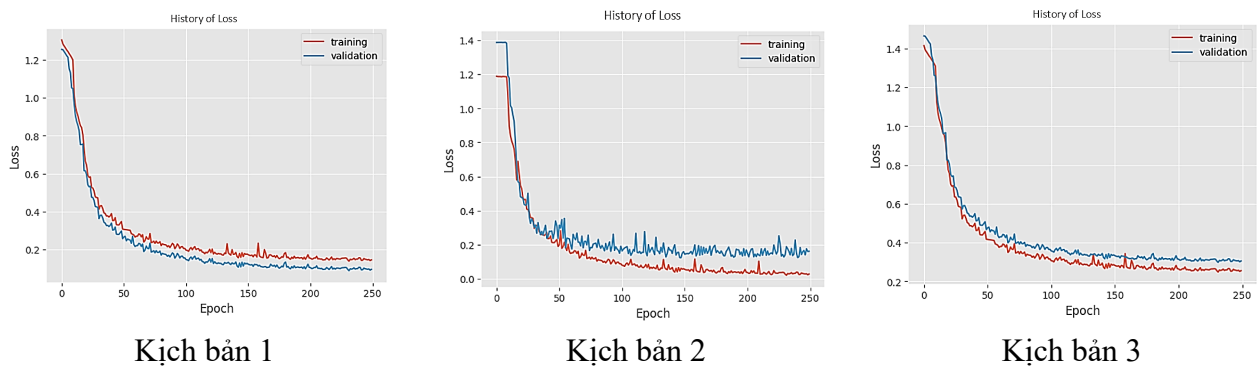 History of Loss
training
validation
1.2
1.0
0.8
0.6
0.4
0.2
Loss
0
50
100
150
200
250
Epoch
Kịch bản 1
History of Loss
training
validation
1.4
1.2
1.0
0.8
0.6
0.4
0.2
0.0
Loss
0
50
100
150
200
250
Epoch
Kịch bản 2
History of Loss
training
validation
1.4
1.2
1.0
0.8
0.6
0.4
0.2
Loss
0
50
100
150
200
250
Epoch
Kịch bản 3